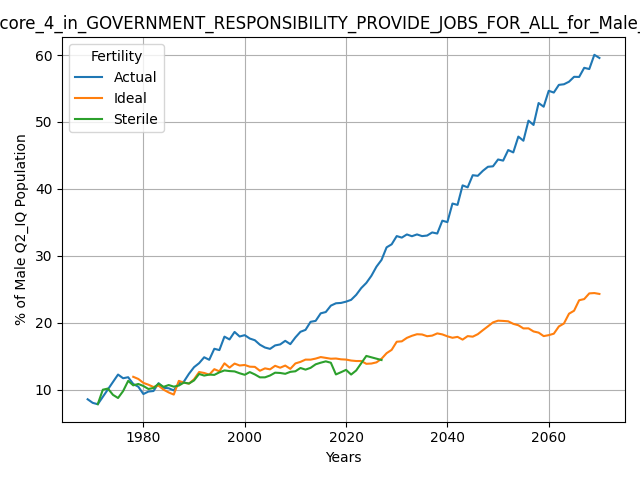 core_4_in_GOVERNMENT_RESPONSIBILITY_PROVIDE_JOBS_FOR_ALL_for_Male_
Fertility
Actual
Ideal
Sterile
% of Male Q2_IQ Population
60
50
40
30
20
10
1980 2000 2020 2040 2060
Years